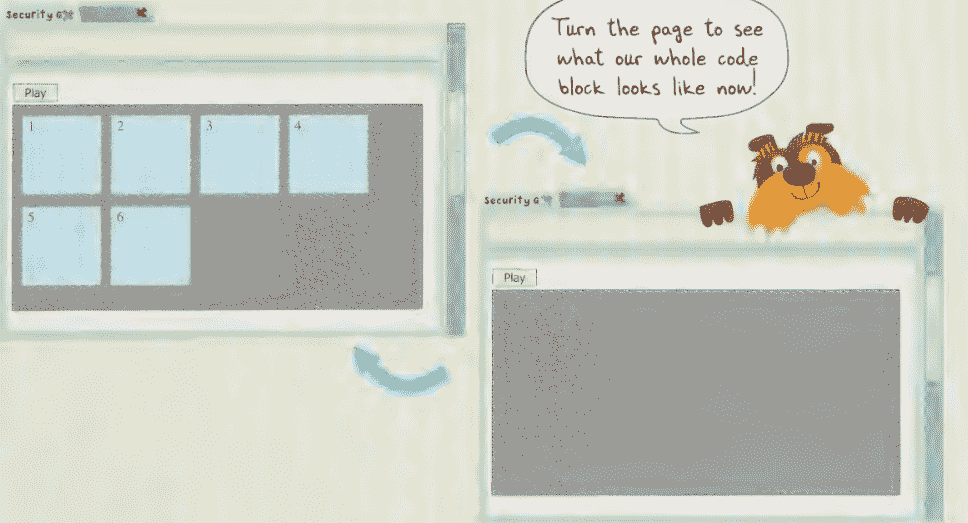 Security G
Play
1 2 3 4
5 6
Turn the page to see
what our whole code
block looks like now!
Security G
Play